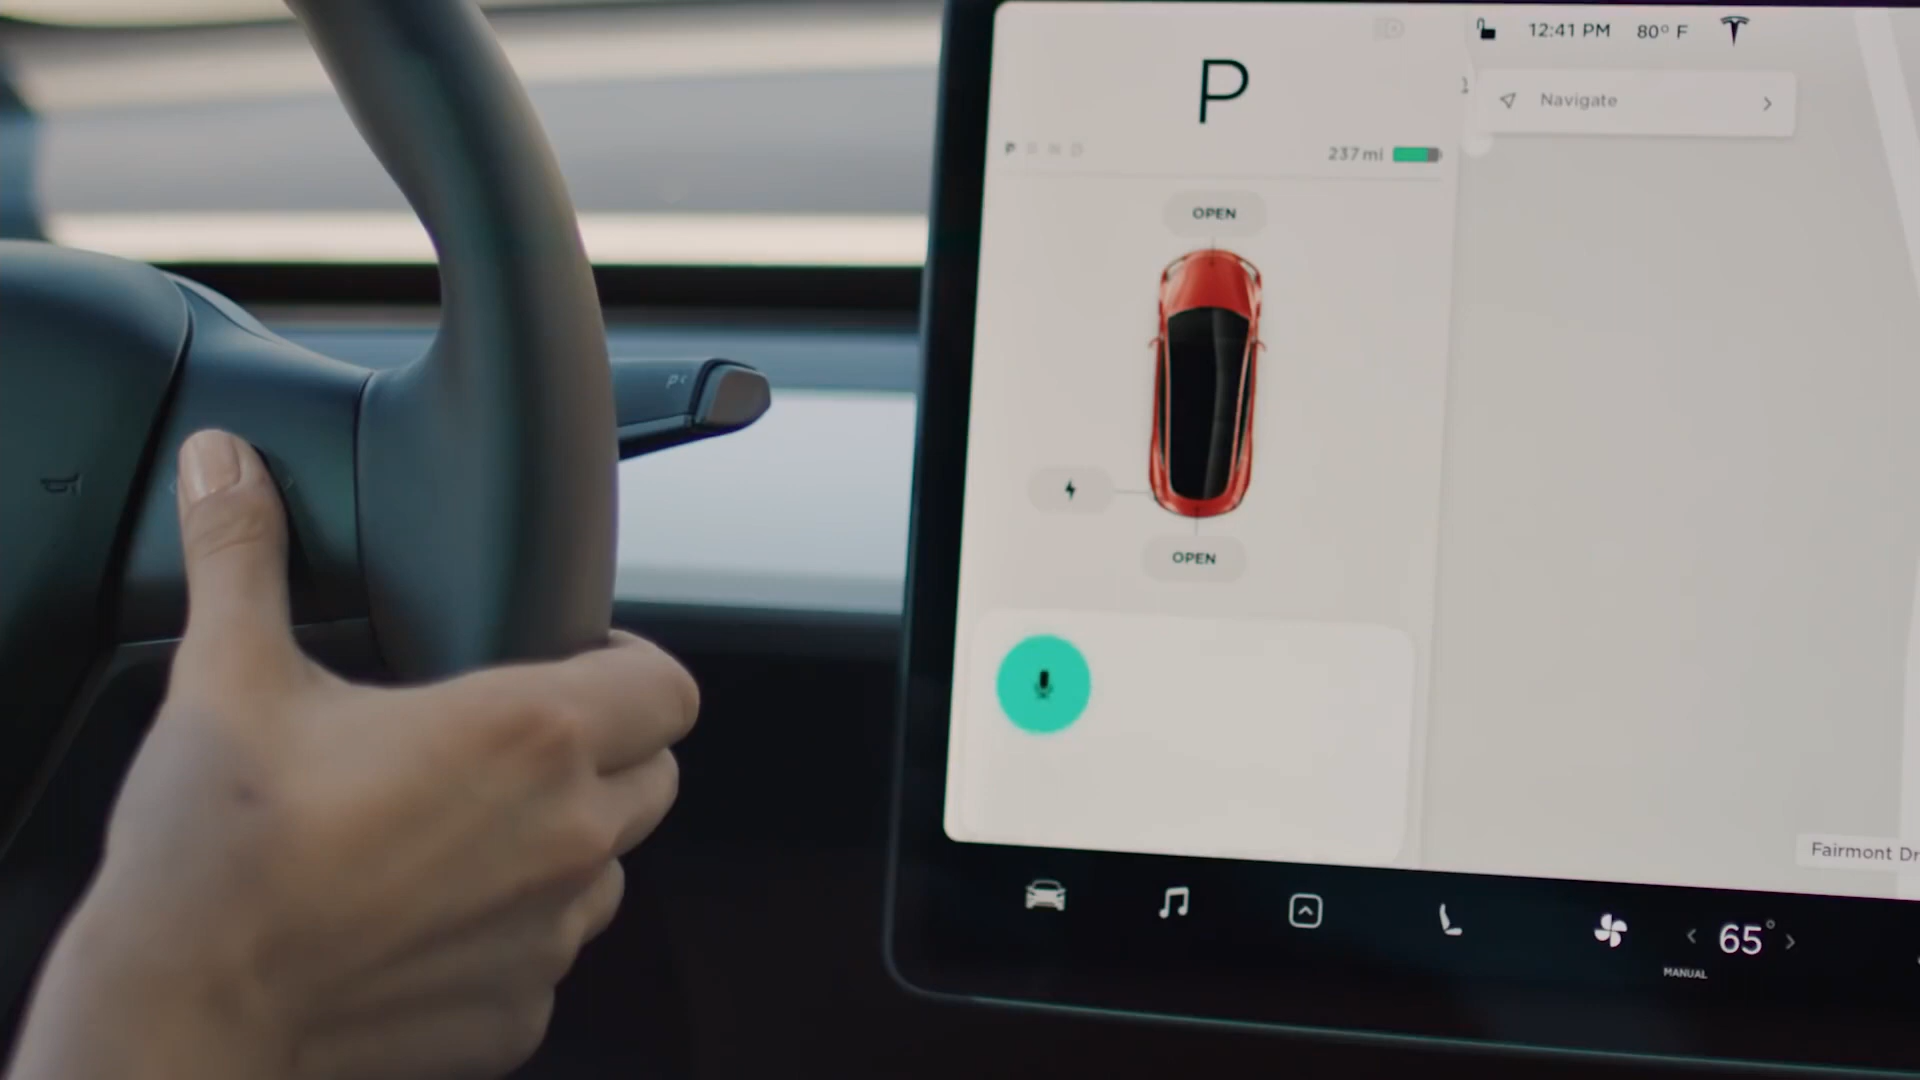 12:41 PM 80° F
P
Navigate
P R N D
237 mi
OPEN
P
OPEN
Fairmont Dr
65°
MANUAL